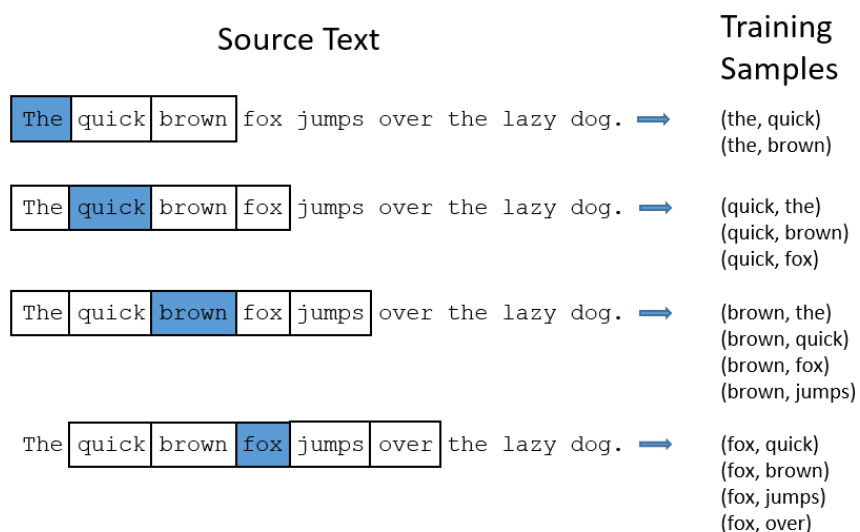 Source Text
Training
Samples
The quick brown fox jumps over the lazy dog.
(the, quick)
(the, brown)
The quick brown fox jumps over the lazy dog.
(quick, the)
(quick, brown)
(quick, fox)
The quick brown fox jumps over the lazy dog.
(brown, the)
(brown, quick)
(brown, fox)
(brown, jumps)
The quick brown fox jumps over the lazy dog.
(fox, quick)
(fox, brown)
(fox, jumps)
(fox, over)